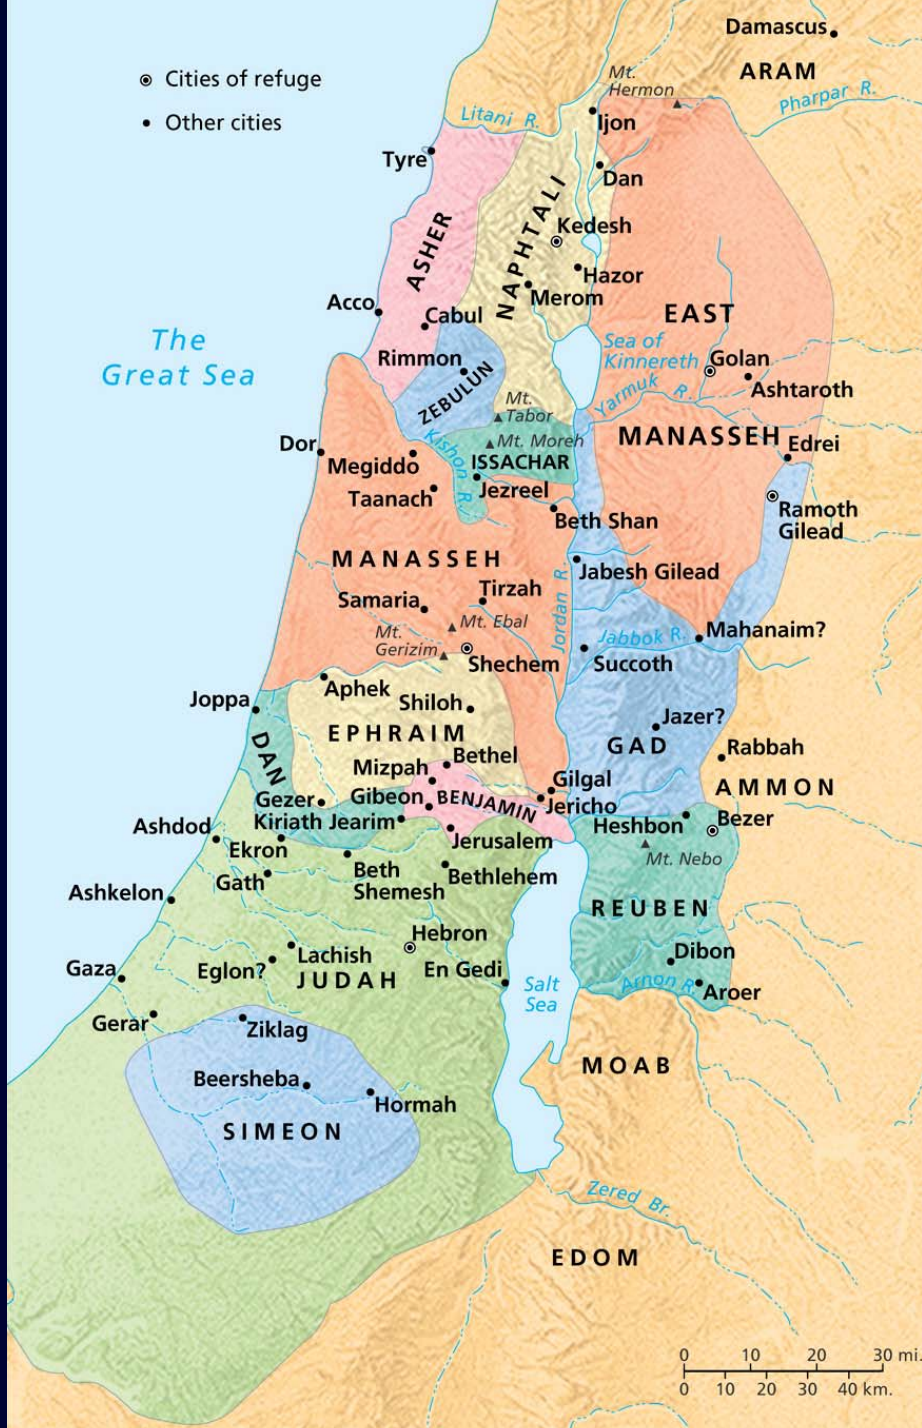 Damascus
Cities of refuge
ARAM
Mt.
Hermon
Pharpar R.
Other cities
Litani R.
Ijon
Tyre
Dan
NAPHTALI
ASHER
Kedesh
Hazor
Merom
Acco
Cabul
EAST
The
Great Sea
Sea of
Kinnereth
Rimmon
Golan
ZEBULUN
Yarmuk R.
Ashtaroth
Mt.
Tabor
MANASSEH
Edrei
Dor
Kishon R.
Mt. Moreh
ISSACHAR
Megiddo
Jezreel
Taanach
Ramoth
Gilead
Beth Shan
MANASSEH
Jabesh Gilead
Jordan R.
Tirzah
Samaria
Mt. Ebal
Mt.
Gerizim
Jabbok R.
Mahanaim?
Shechem
Succoth
Aphek
Joppa
Shiloh
Jazer?
DAN
EPHRAIM
GAD
Bethel
Rabbah
Mizpah
Gilgal
AMMON
Gezer
Gibeon
BENJAMIN
Jericho
Kiriath Jearim
Heshbon
Bezer
Ashdod
Jerusalem
Ekron
Mt. Nebo
Beth
Shemesh
Gath
Bethlehem
Ashkelon
REUBEN
Hebron
Dibon
Lachish
Gaza
Eglon?
JUDAH
En Gedi
Salt
Sea
Arnon R.
Aroer
Gerar
Ziklag
MOAB
Beersheba
Hormah
SIMEON
Zered Br.
EDOM
0 10 20 30 mi.
0 10 20 30 40 km.